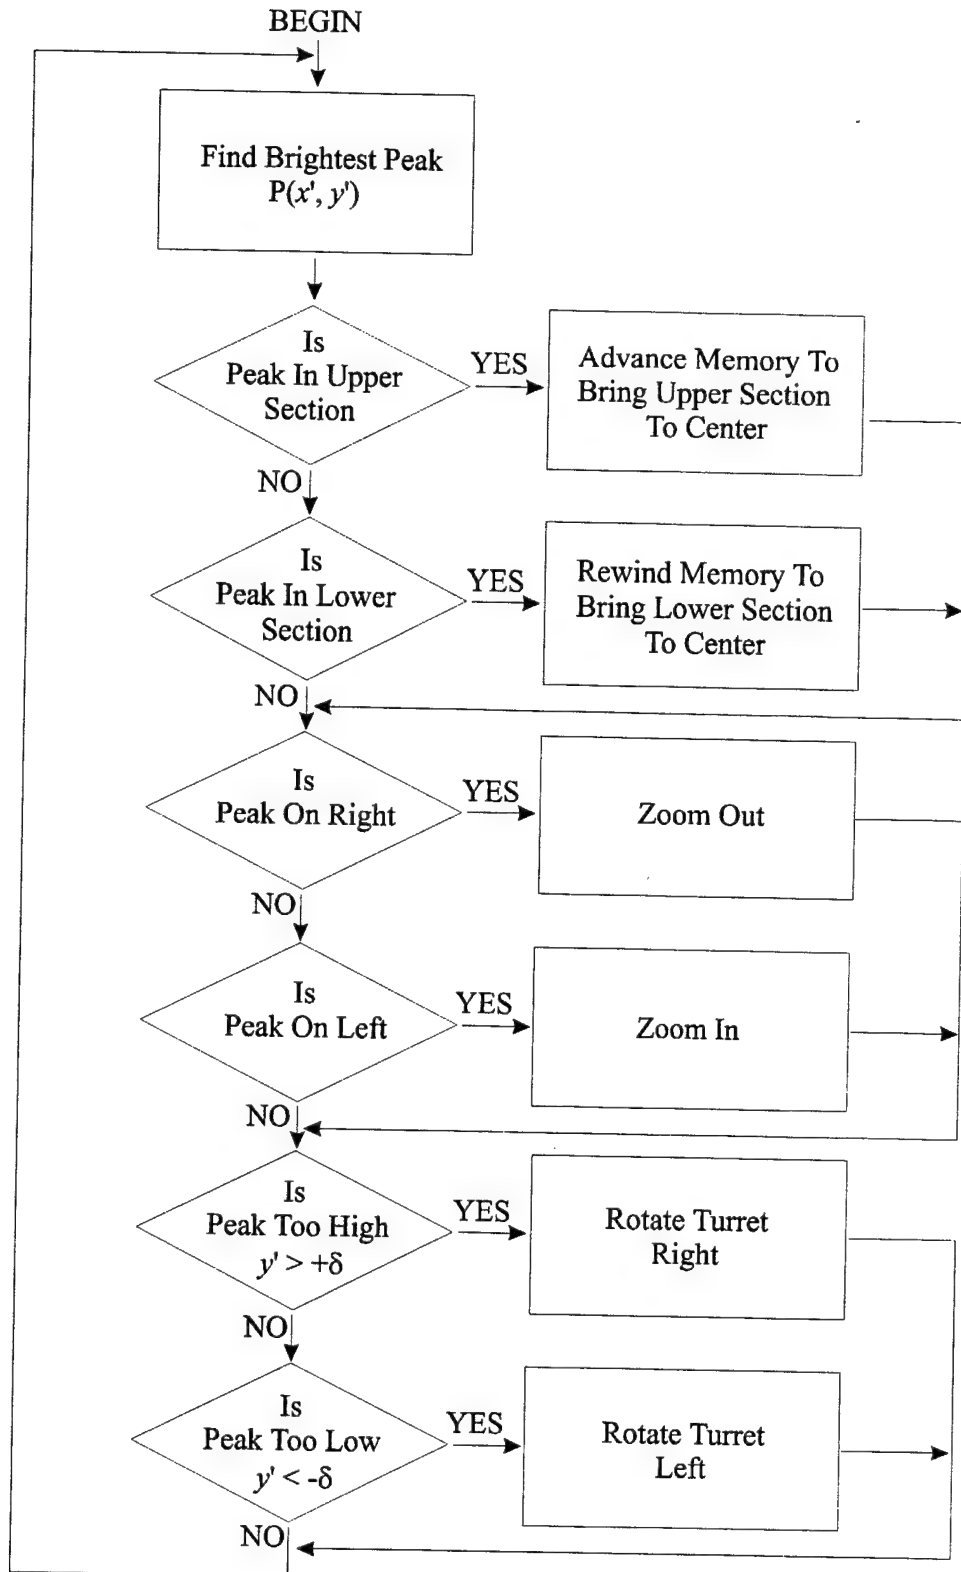 BEGIN
Find Brightest Peak
P(x', y')
Is
Peak In Upper
Section
YES
Advance Memory To
Bring Upper Section
To Center
NO
Is
Peak In Lower
Section
YES
Rewind Memory To
Bring Lower Section
To Center
NO
Is
Peak On Right
YES
Zoom Out
NO
Is
Peak On Left
YES
Zoom In
NO
Is
Peak Too High
y' > +δ
YES
Rotate Turret
Right
NO
Is
Peak Too Low
y' < -δ
YES
Rotate Turret
Left
NO